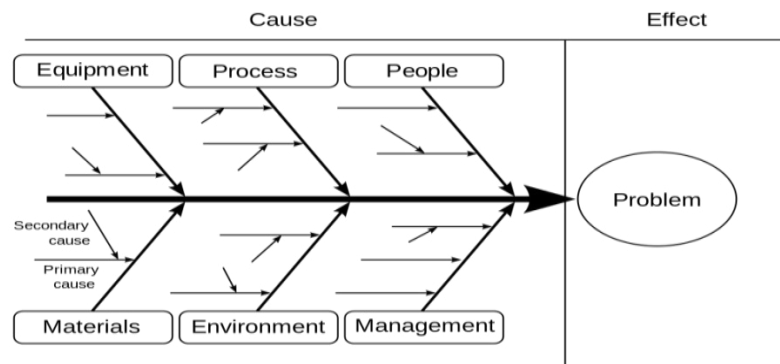 Cause
Effect
Equipment
Process
People
Problem
Secondary
cause
Primary
cause
Materials
Environment
Management